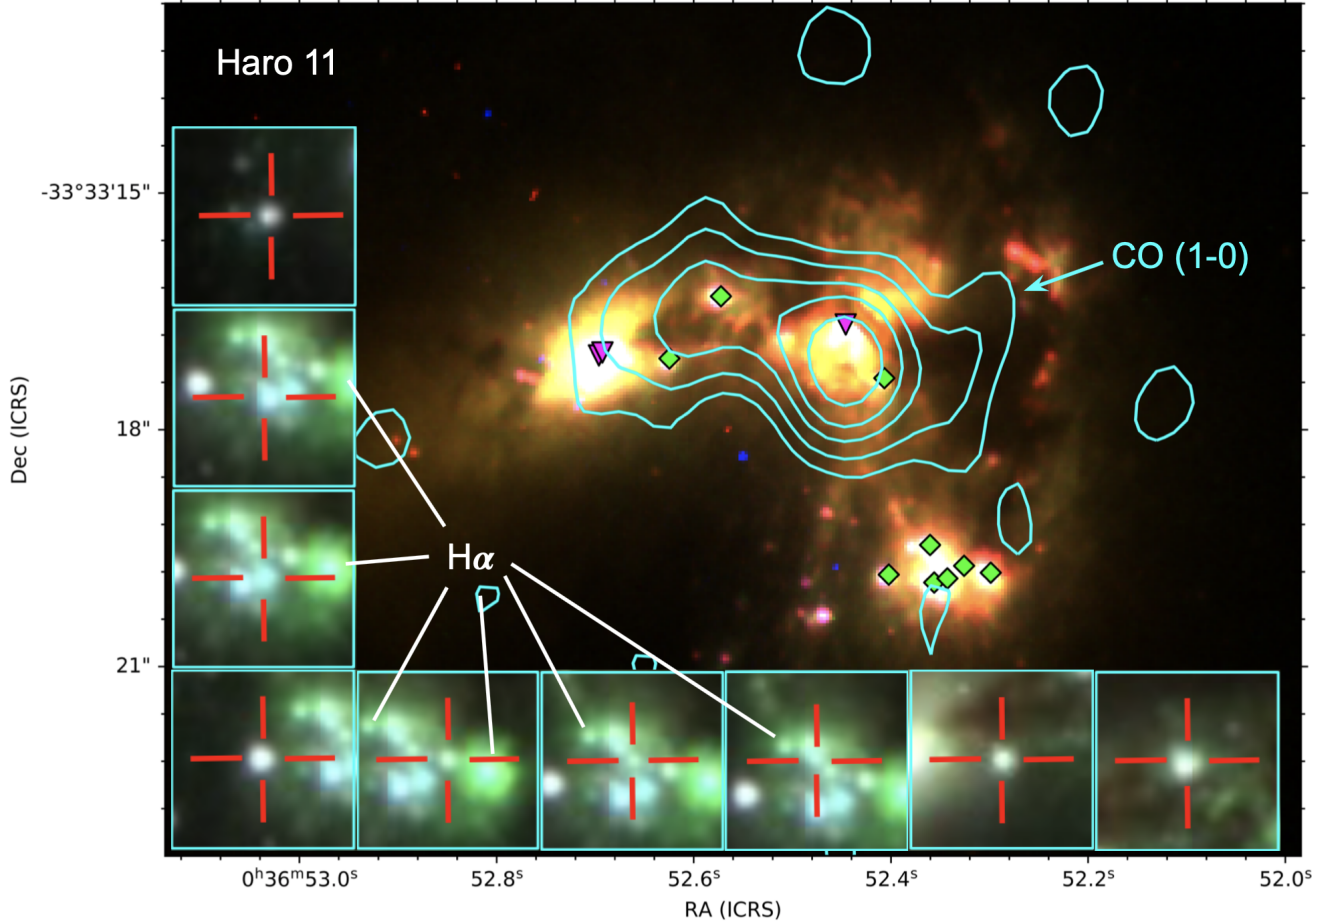 Haro 11
-33°33'15"
CO (1-0)
18"
Hα
21"
Dec (ICRS)
0ʰ36ᵐ53.0ˢ
52.8ˢ
52.6ˢ
52.4ˢ
52.2ˢ
52.0ˢ
RA (ICRS)